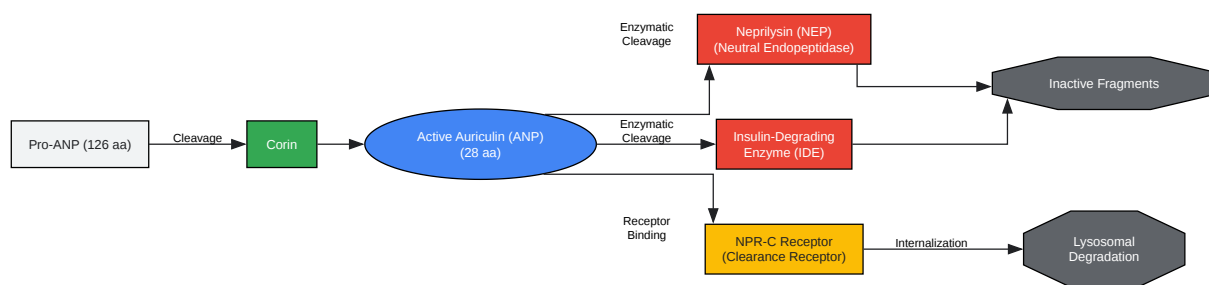 Pro-ANP (126 aa)
Cleavage
Corin
Active Auriculin (ANP)
(28 aa)
Enzymatic
Cleavage
Neprilysin (NEP)
(Neutral Endopeptidase)
Enzymatic
Cleavage
Insulin-Degrading
Enzyme (IDE)
Inactive Fragments
Receptor
Binding
NPR-C Receptor
(Clearance Receptor)
Internalization
Lysosomal
Degradation